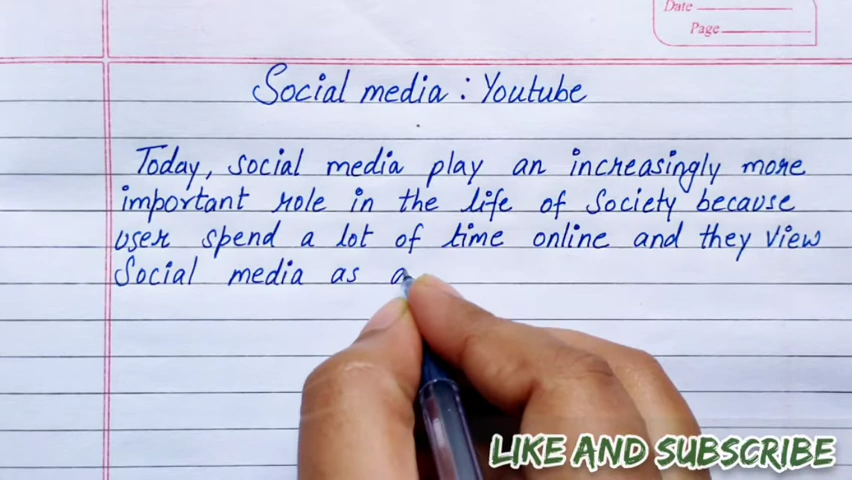 Date
Page
Social media : Youtube
Today, social media play an increasingly more
important role in the life of society because
user spend a lot of time online and they view
Social media as a
LIKE AND SUBSCRIBE